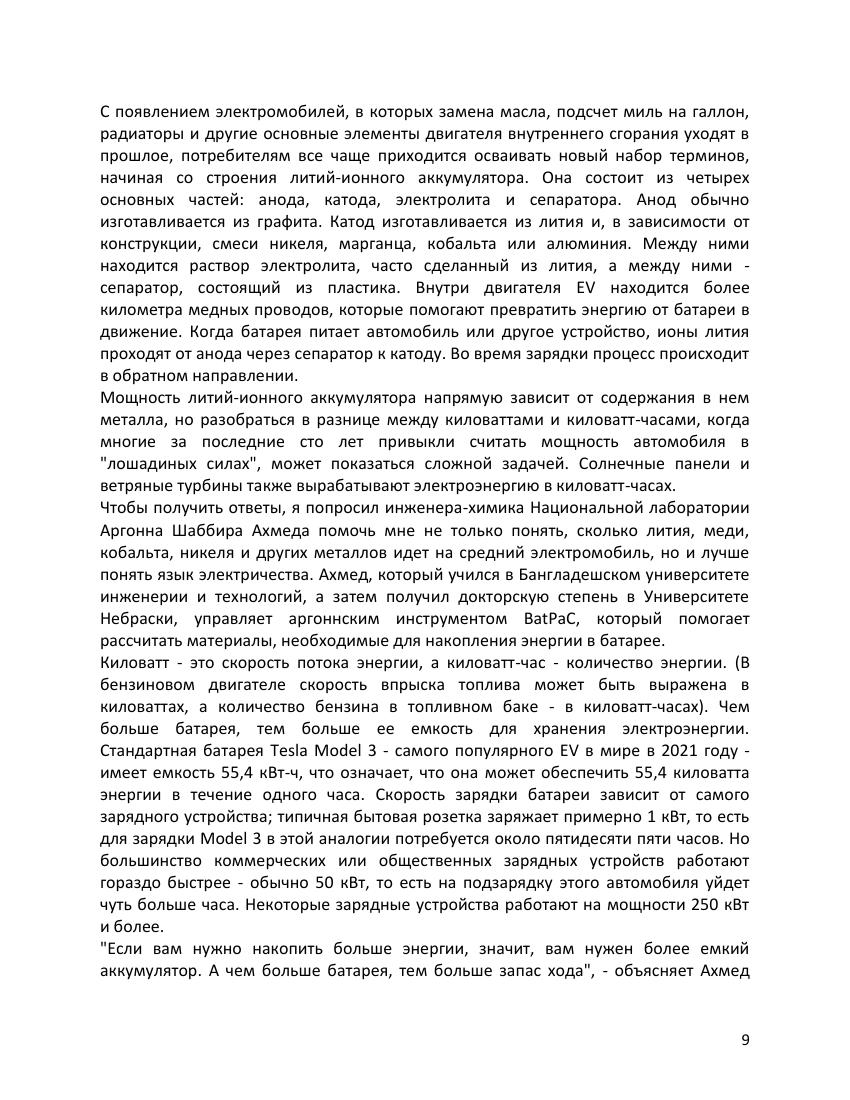 С появлением электромобилей, в которых замена масла, подсчет миль на галлон,
радиаторы и другие основные элементы двигателя внутреннего сгорания уходят в
прошлое, потребителям все чаще приходится осваивать новый набор терминов,
начиная со строения литий-ионного аккумулятора. Она состоит из четырех
основных частей: анода, катода, электролита и сепаратора. Анод обычно
изготавливается из графита. Катод изготавливается из лития и, в зависимости от
конструкции, смеси никеля, марганца, кобальта или алюминия. Между ними
находится раствор электролита, часто сделанный из лития, а между ними -
сепаратор, состоящий из пластика. Внутри двигателя EV находится более
километра медных проводов, которые помогают превратить энергию от батареи в
движение. Когда батарея питает автомобиль или другое устройство, ионы лития
проходят от анода через сепаратор к катоду. Во время зарядки процесс происходит
в обратном направлении.
Мощность литий-ионного аккумулятора напрямую зависит от содержания в нем
металла, но разобраться в разнице между киловаттами и киловатт-часами, когда
многие за последние сто лет привыкли считать мощность автомобиля в
"лошадиных силах", может показаться сложной задачей. Солнечные панели и
ветряные турбины также вырабатывают электроэнергию в киловатт-часах.
Чтобы получить ответы, я попросил инженера-химика Национальной лаборатории
Аргонна Шаббира Ахмеда помочь мне не только понять, сколько лития, меди,
кобальта, никеля и других металлов идет на средний электромобиль, но и лучше
понять язык электричества. Ахмед, который учился в Бангладешском университете
инженерии и технологий, а затем получил докторскую степень в Университете
Небраски, управляет аргоннским инструментом BatPaC, который помогает
рассчитать материалы, необходимые для накопления энергии в батарее.
Киловатт - это скорость потока энергии, а киловатт-час - количество энергии. (В
бензиновом двигателе скорость впрыска топлива может быть выражена в
киловаттах, а количество бензина в топливном баке - в киловатт-часах). Чем
больше батарея, тем больше ее емкость для хранения электроэнергии.
Стандартная батарея Tesla Model 3 - самого популярного EV в мире в 2021 году -
имеет емкость 55,4 кВт-ч, что означает, что она может обеспечить 55,4 киловатта
энергии в течение одного часа. Скорость зарядки батареи зависит от самого
зарядного устройства; типичная бытовая розетка заряжает примерно 1 кВт, то есть
для зарядки Model 3 в этой аналогии потребуется около пятидесяти пяти часов. Но
большинство коммерческих или общественных зарядных устройств работают
гораздо быстрее - обычно 50 кВт, то есть на подзарядку этого автомобиля уйдет
чуть больше часа. Некоторые зарядные устройства работают на мощности 250 кВт
и более.
"Если вам нужно накопить больше энергии, значит, вам нужен более емкий
аккумулятор. А чем больше батарея, тем больше запас хода", - объясняет Ахмед
9